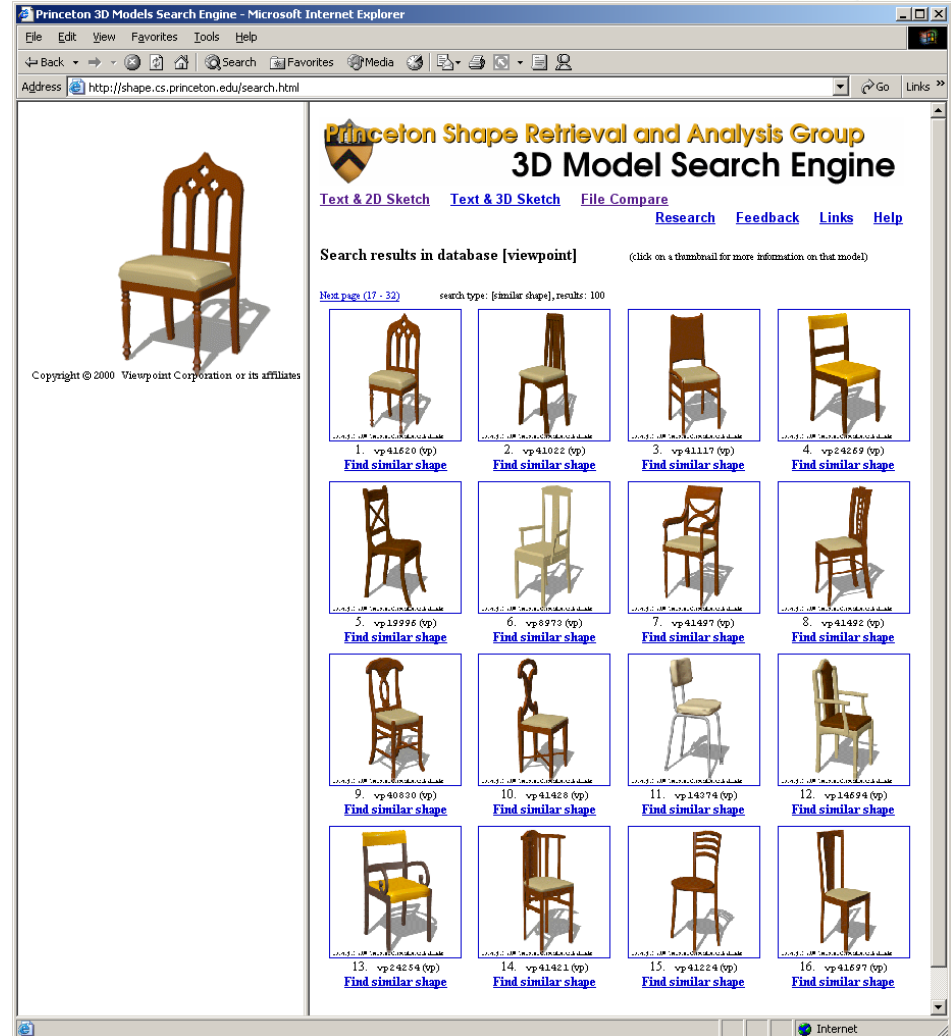 Princeton 3D Models Search Engine - Microsoft Internet Explorer
File Edit View Favorites Tools Help
Back Search Favorites Media
Address http://shape.cs.princeton.edu/search.html Go Links »
Princeton Shape Retrieval and Analysis Group
3D Model Search Engine
Text & 2D Sketch Text & 3D Sketch File Compare
Research Feedback Links Help
Search results in database [viewpoint] (click on a thumbnail for more information on that model)
Next page (17 - 32) search type: [similar shape], results: 100
Copyright © 2000 Viewpoint Corporation or its affiliates
1. vp41620 (vp) 2. vp41022 (vp) 3. vp41117 (vp) 4. vp24269 (vp)
Find similar shape Find similar shape Find similar shape Find similar shape
5. vp19996 (vp) 6. vp8973 (vp) 7. vp41497 (vp) 8. vp41492 (vp)
Find similar shape Find similar shape Find similar shape Find similar shape
9. vp40830 (vp) 10. vp41428 (vp) 11. vp14374 (vp) 12. vp14694 (vp)
Find similar shape Find similar shape Find similar shape Find similar shape
13. vp24254 (vp) 14. vp41421 (vp) 15. vp41224 (vp) 16. vp41697 (vp)
Find similar shape Find similar shape Find similar shape Find similar shape
Internet